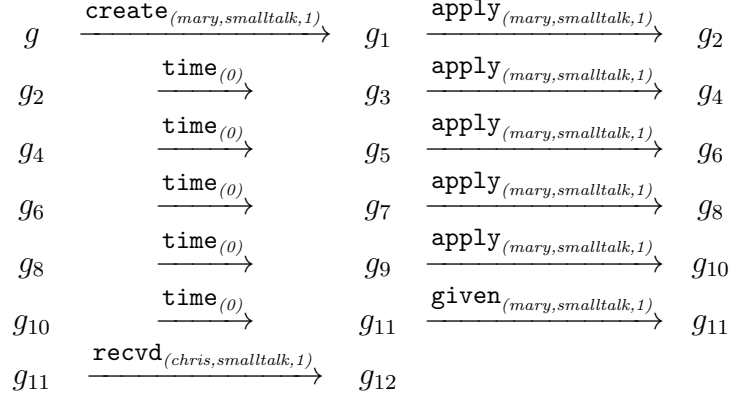 g create(mary,smalltalk,1) g1 apply(mary,smalltalk,1) g2
g2 time(0) g3 apply(mary,smalltalk,1) g4
g4 time(0) g5 apply(mary,smalltalk,1) g6
g6 time(0) g7 apply(mary,smalltalk,1) g8
g8 time(0) g9 apply(mary,smalltalk,1) g10
g10 time(0) g11 given(mary,smalltalk,1) g11
g11 recvd(chris,smalltalk,1) g12